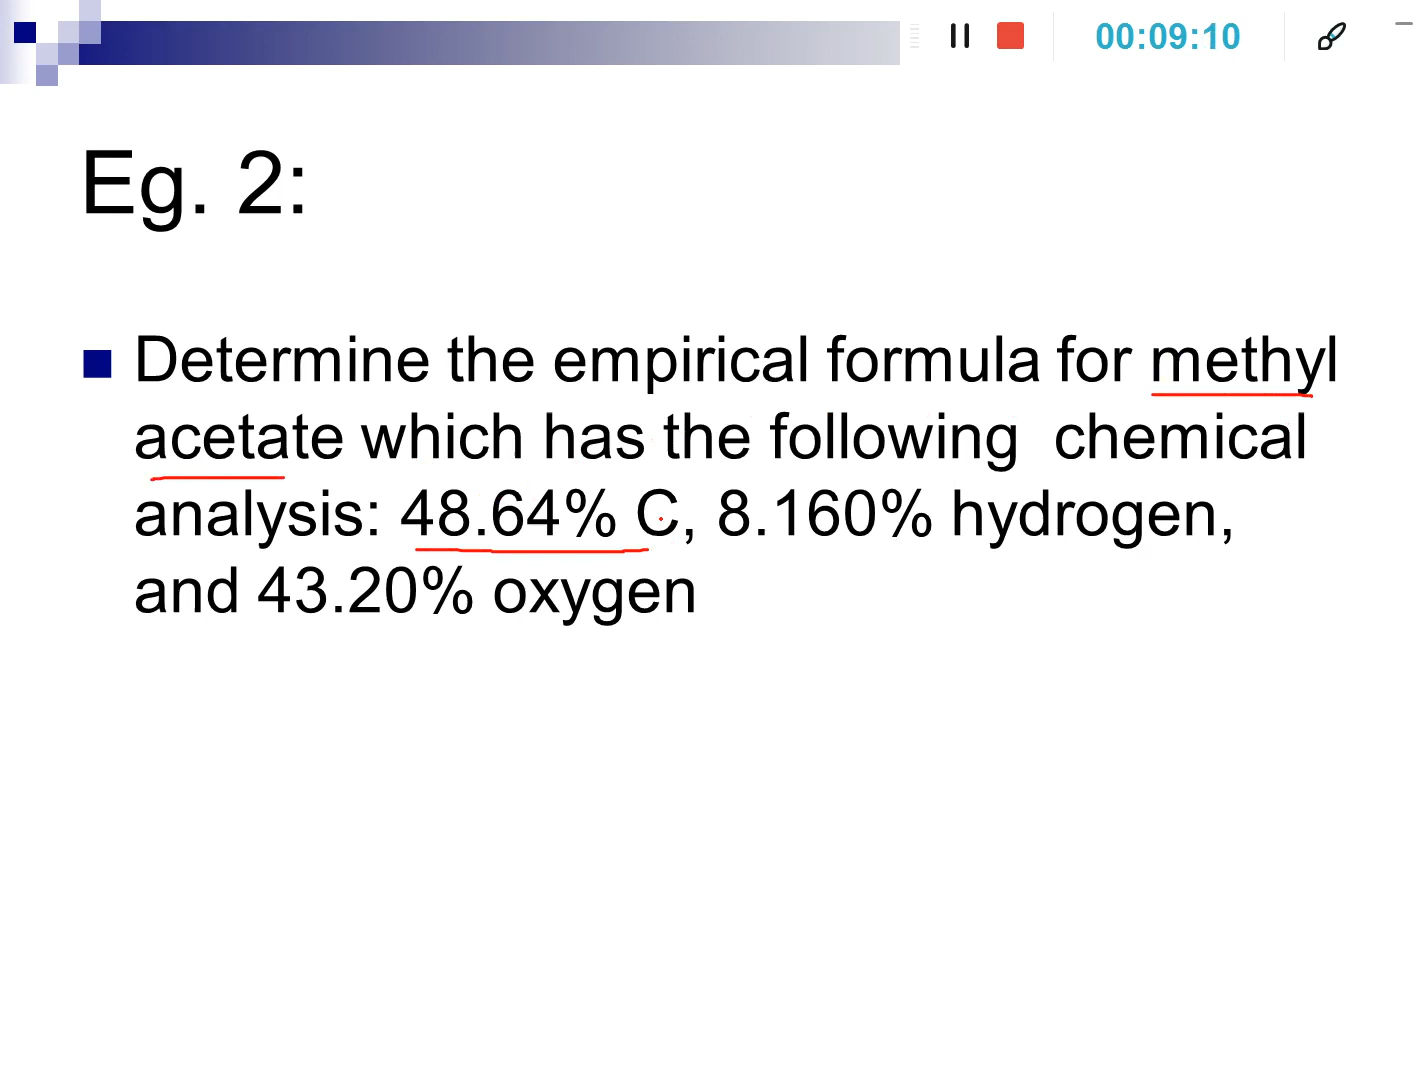 00:09:10
Eg. 2:
Determine the empirical formula for methyl
acetate which has the following  chemical
analysis: 48.64% C, 8.160% hydrogen,
and 43.20% oxygen